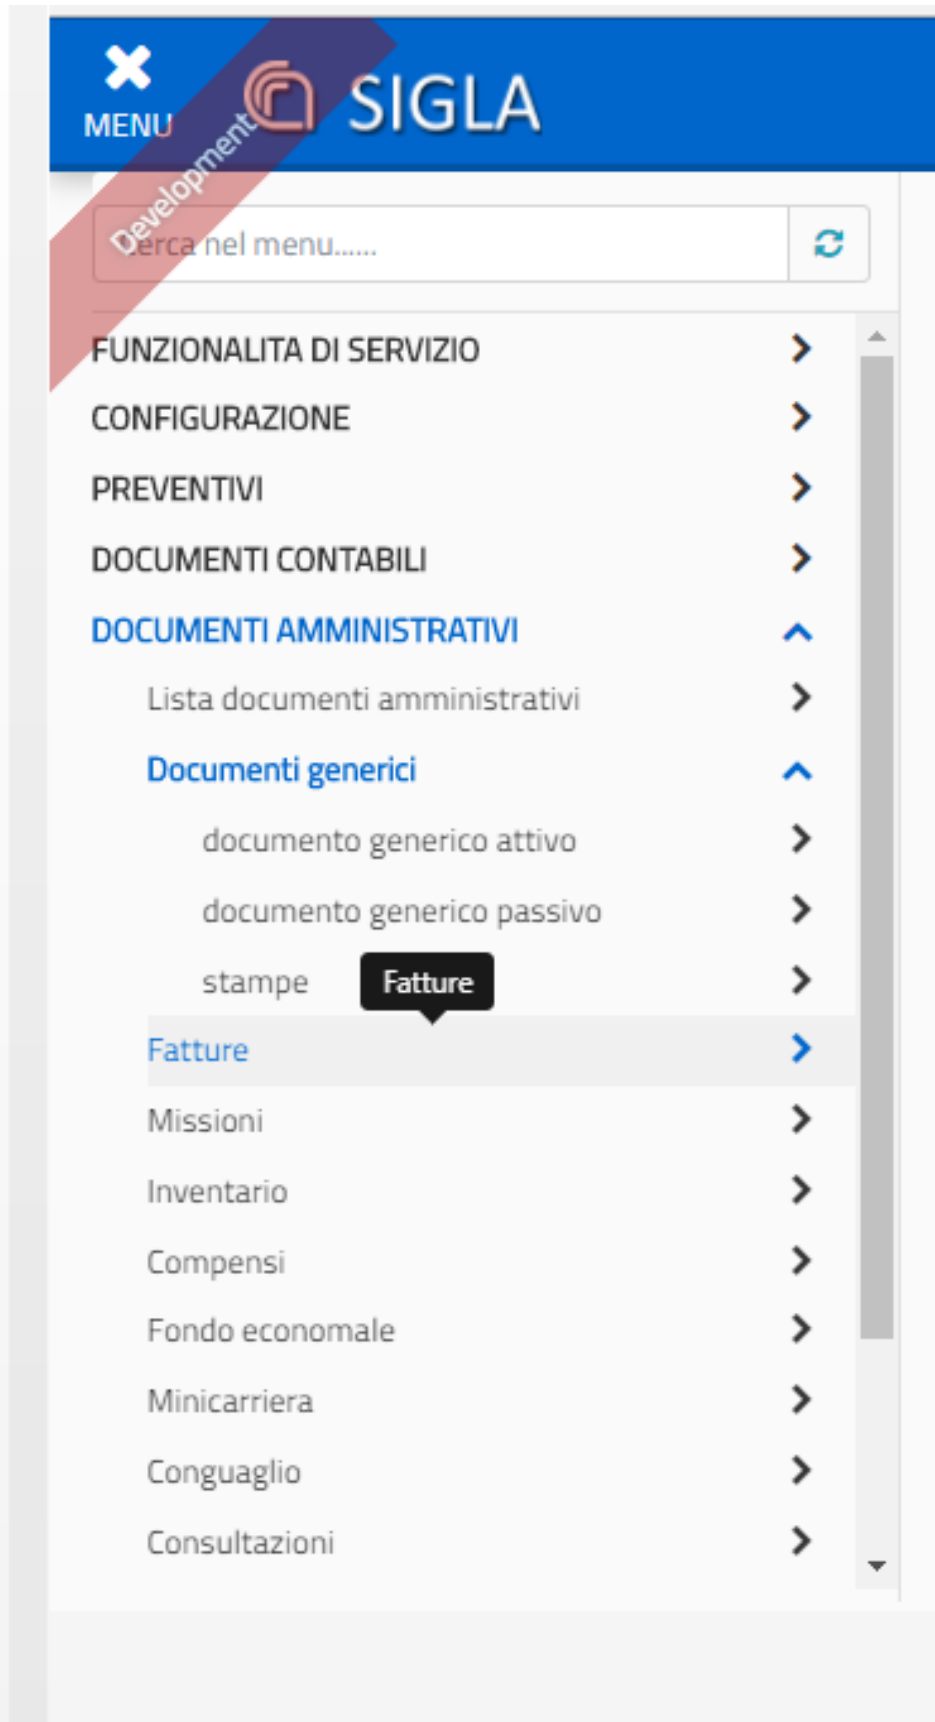 MENU
SIGLA
Development
Cerca nel menu......
FUNZIONALITA DI SERVIZIO
CONFIGURAZIONE
PREVENTIVI
DOCUMENTI CONTABILI
DOCUMENTI AMMINISTRATIVI
Lista documenti amministrativi
Documenti generici
documento generico attivo
documento generico passivo
stampe
Fatture
Fatture
Missioni
Inventario
Compensi
Fondo economale
Minicarriera
Conguaglio
Consultazioni